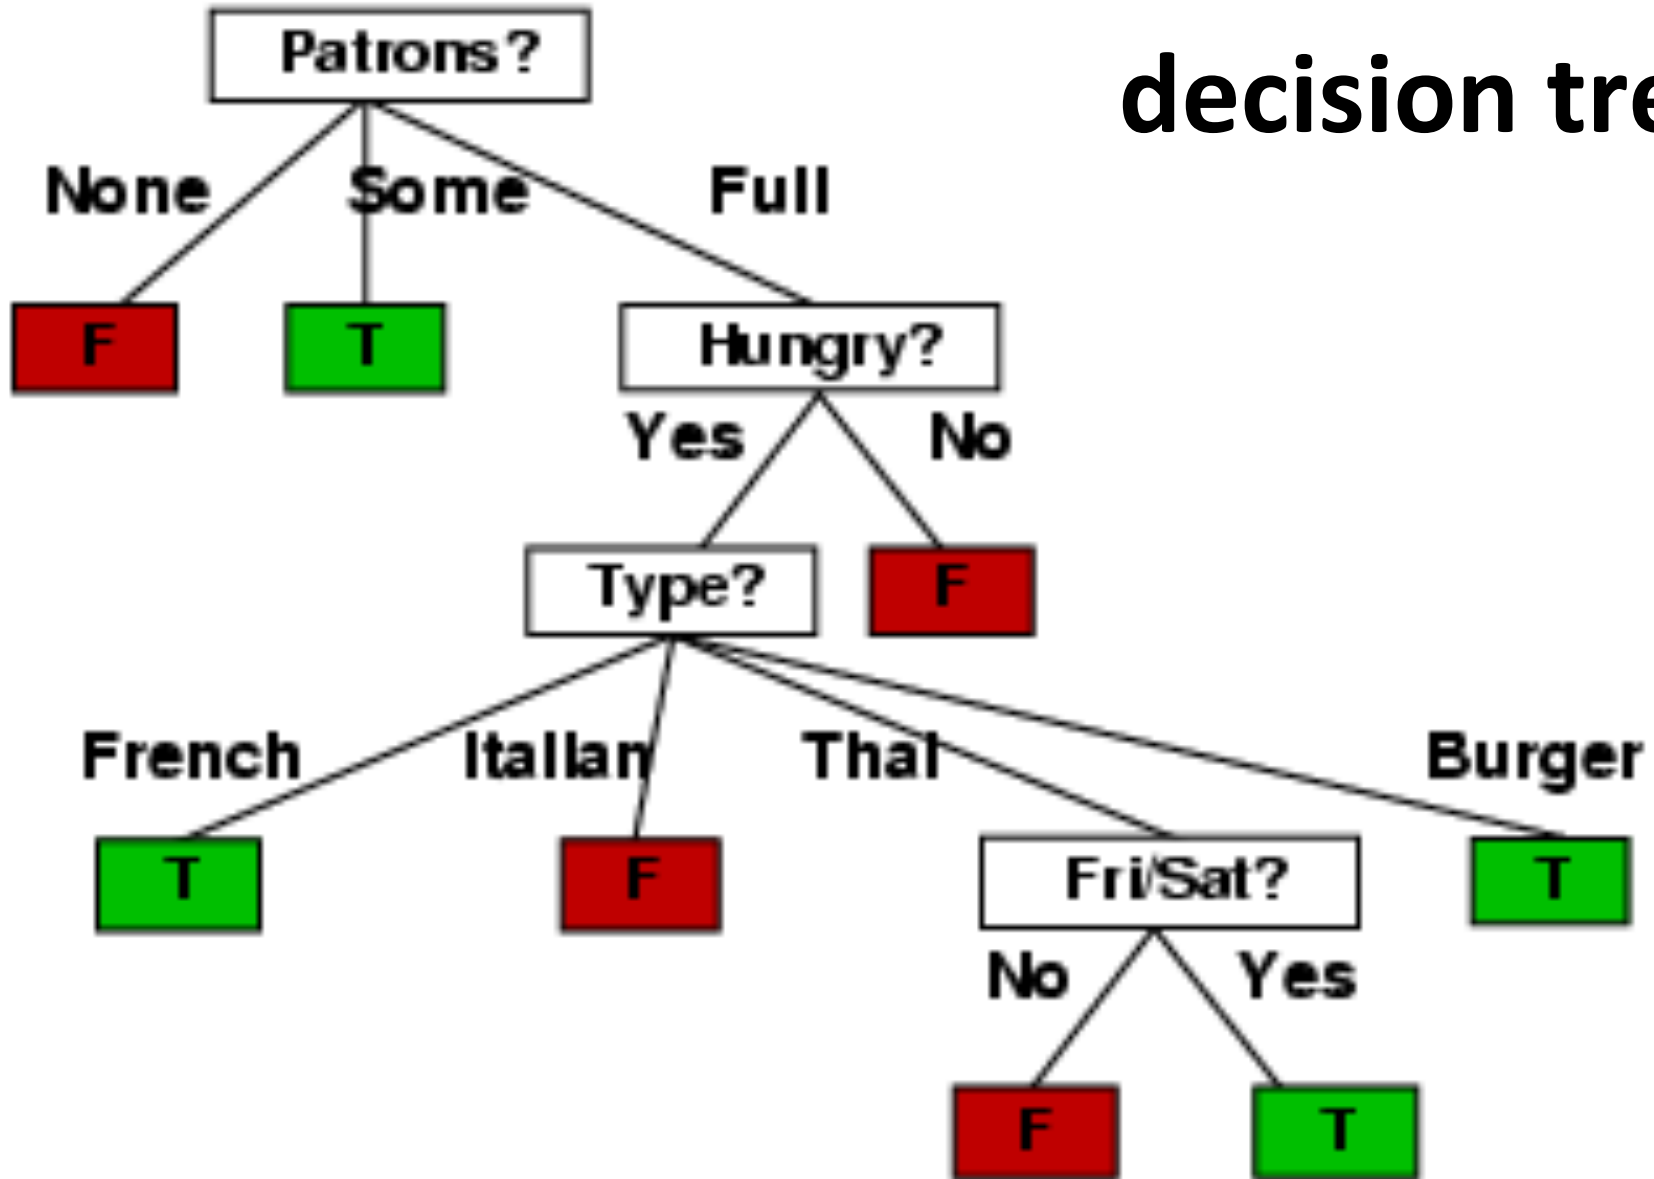 Patrons?
decision tre
None Some Full
F T Hungry?
Yes No
Type? F
French Italian Thai Burger
T F Fri/Sat? T
No Yes
F T